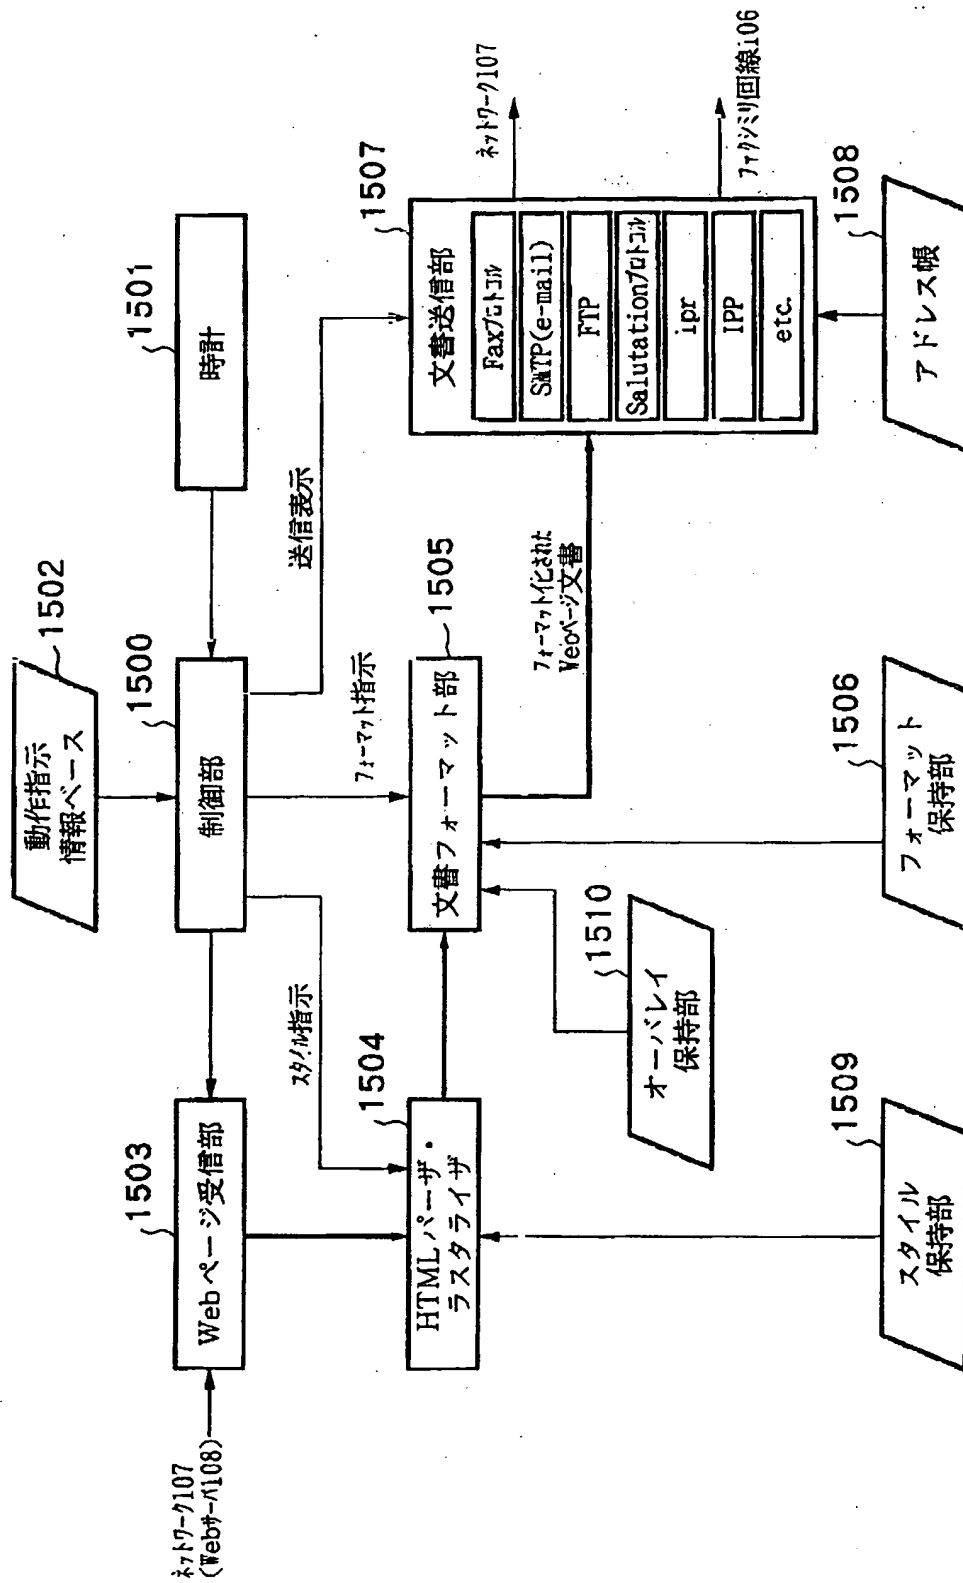 ネットワーク107
(Webサーバ108)
1503
Webページ受信部
1502
動作指示
情報ベース
1500
制御部
1501
時計
スタイル指示
フォーマット指示
送信表示
1504
HTMLパーザ・
ラスタライザ
1505
文書フォーマット部
フォーマット化された
Webページ文書
1507
文書送信部
Faxプロトコル
SMTP(e-mail)
FTP
Salutationプロトコル
ipr
IPP
etc.
ネットワーク107
ファクシミリ回線106
1510
オーバレイ
保持部
1509
スタイル
保持部
1506
フォーマット
保持部
1508
アドレス帳